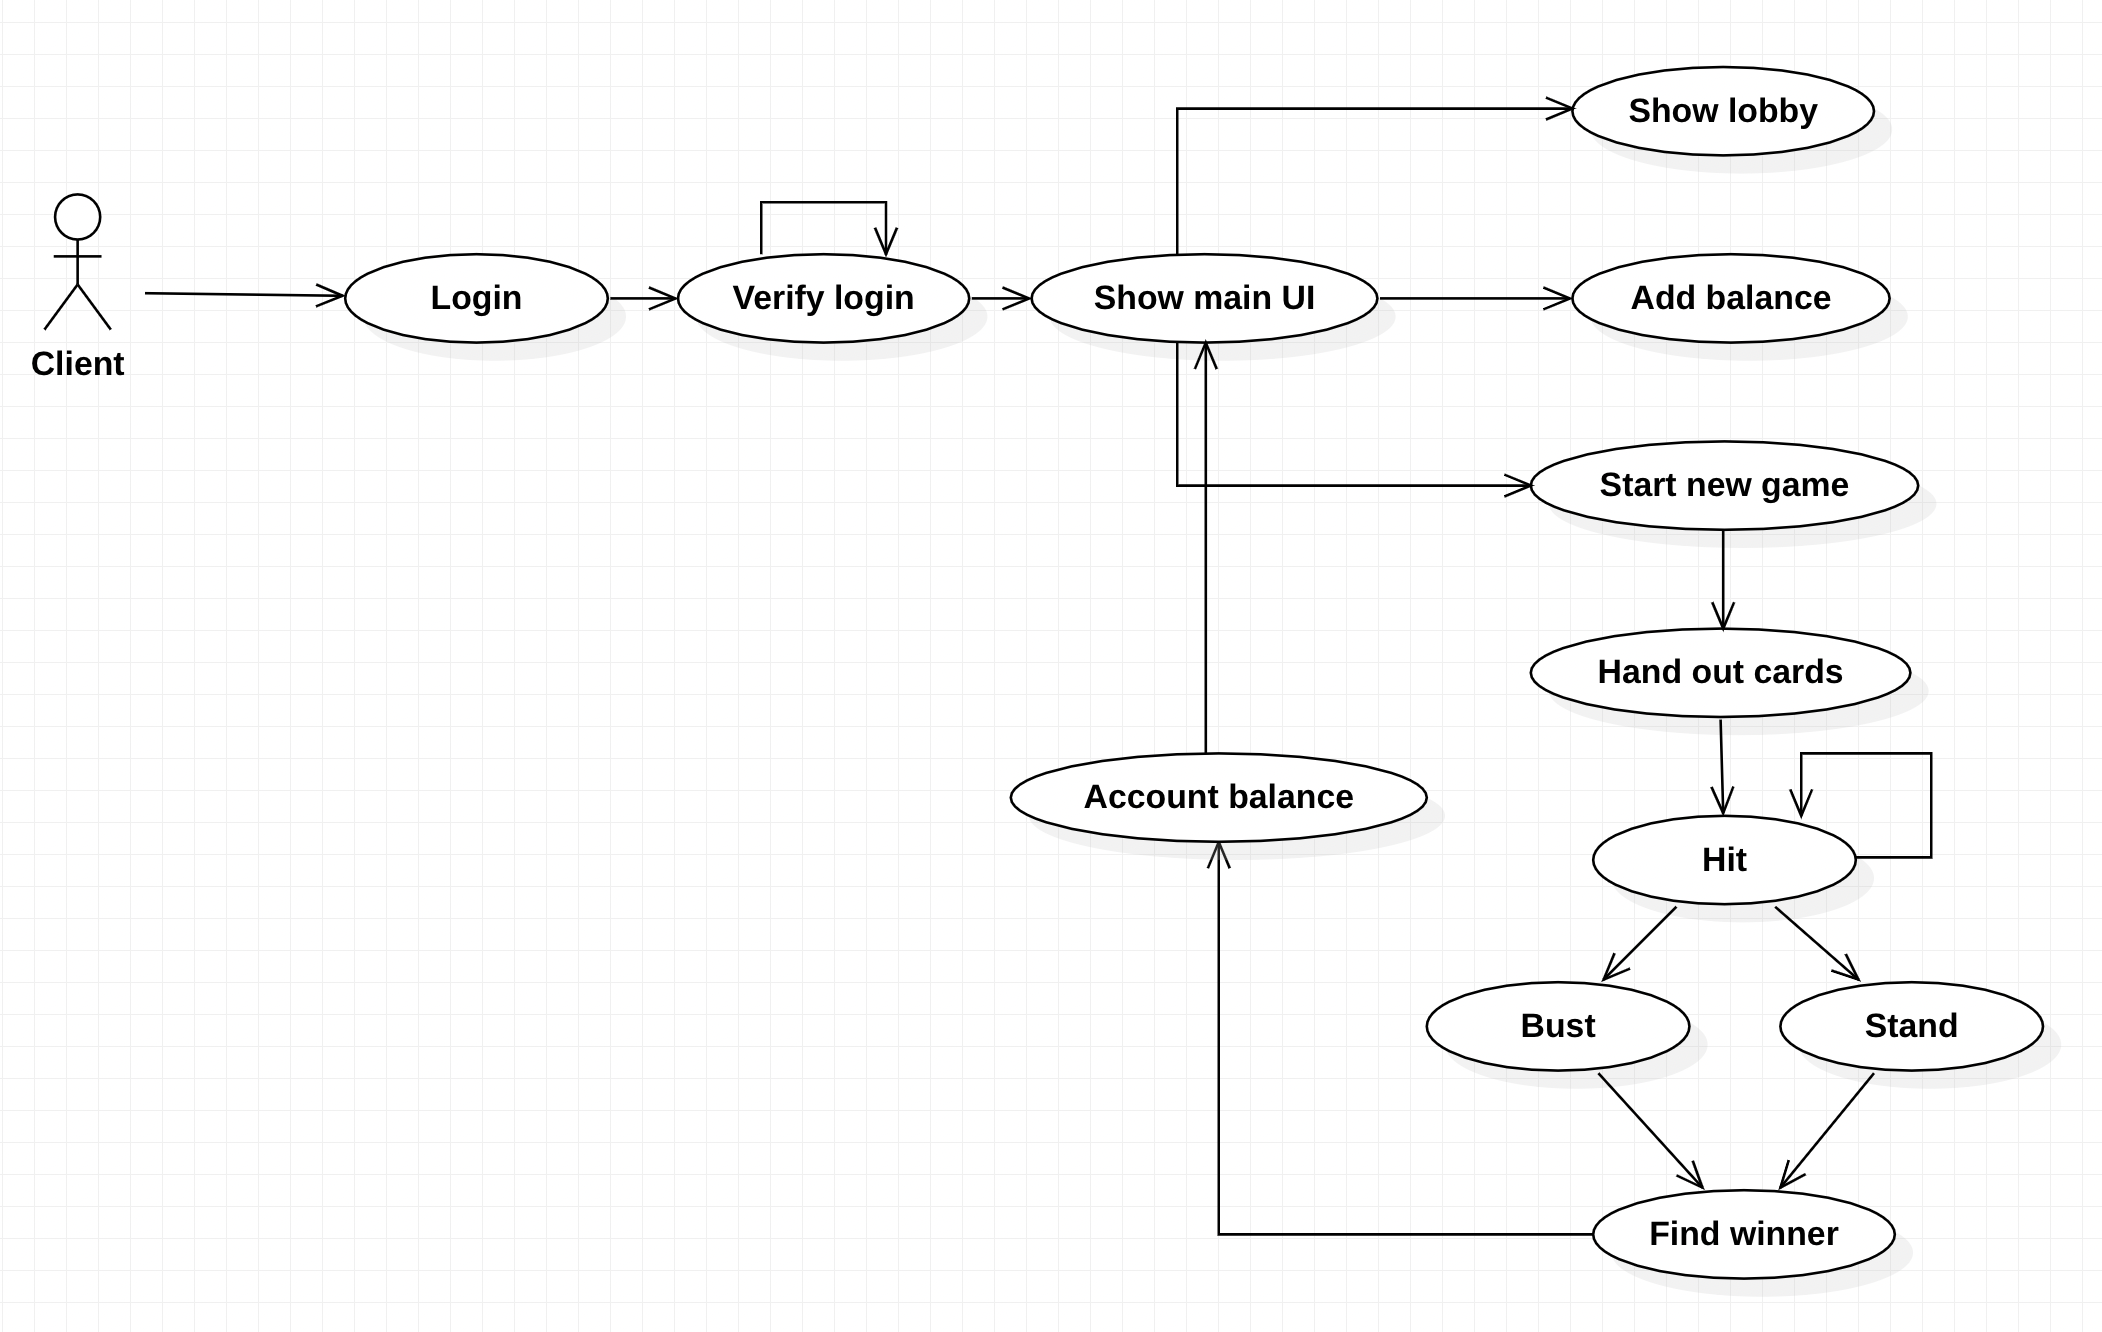 Client
Login
Verify login
Show main UI
Show lobby
Add balance
Start new game
Hand out cards
Account balance
Hit
Bust
Stand
Find winner